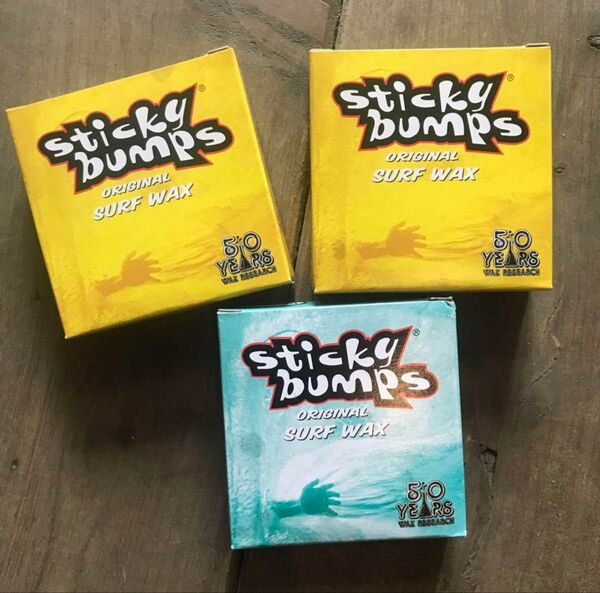 sticky
bumps®
ORIGINAL
SURF WAX
50
YEARS
WAX RESEARCH
sticky
bumps®
ORIGINAL
SURF WAX
50
YEARS
WAX RESEARCH
sticky
bumps®
ORIGINAL
SURF WAX
50
YEARS
WAX RESEARCH